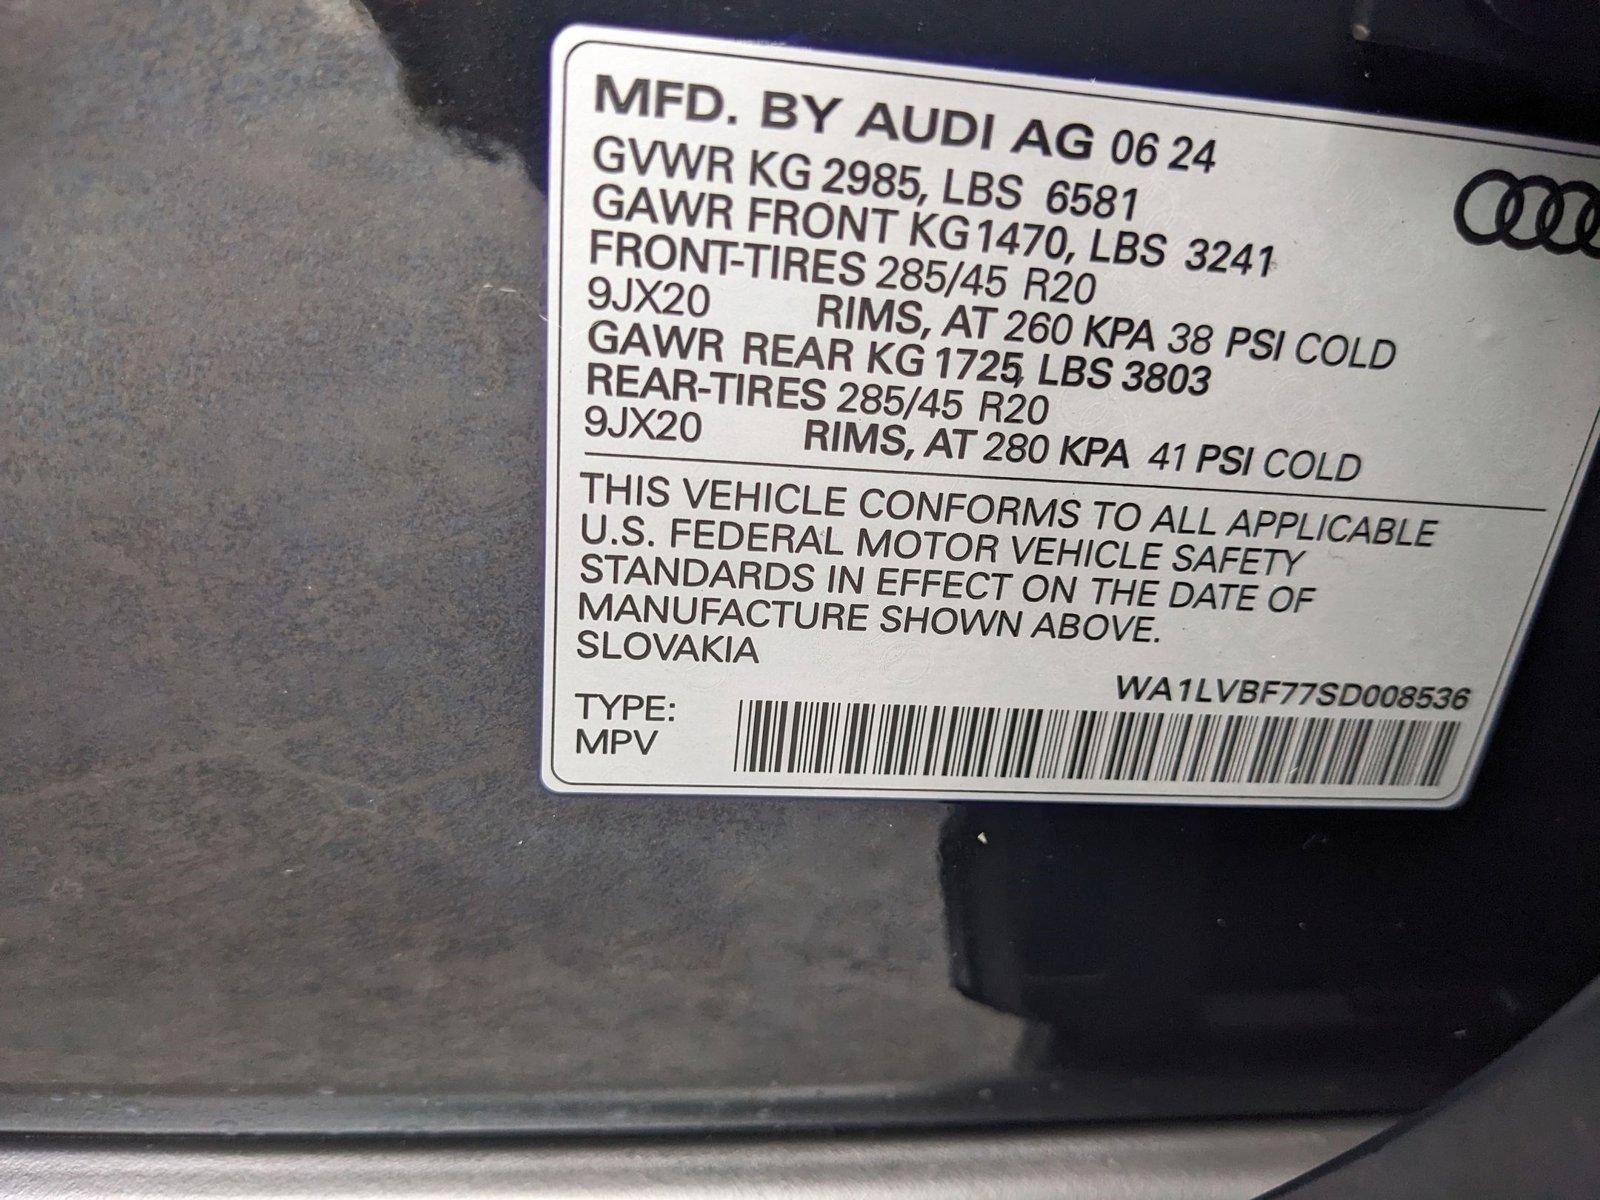 MFD. BY AUDI AG 06 24
GVWR KG 2985, LBS 6581
GAWR FRONT KG 1470, LBS 3241
FRONT-TIRES 285/45 R20
9JX20 RIMS, AT 260 KPA 38 PSI COLD
GAWR REAR KG 1725, LBS 3803
REAR-TIRES 285/45 R20
9JX20 RIMS, AT 280 KPA 41 PSI COLD
THIS VEHICLE CONFORMS TO ALL APPLICABLE
U.S. FEDERAL MOTOR VEHICLE SAFETY
STANDARDS IN EFFECT ON THE DATE OF
MANUFACTURE SHOWN ABOVE.
SLOVAKIA
WA1LVBF77SD008536
TYPE:
MPV